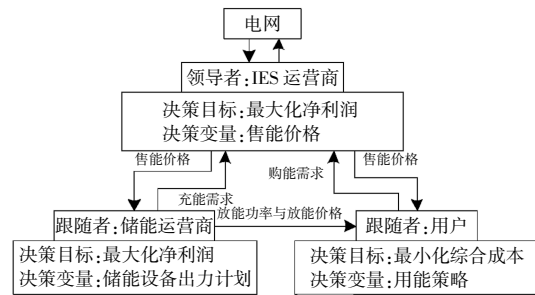 电网
领导者:IES 运营商
决策目标:最大化净利润
决策变量:售能价格
售能价格
购能需求
售能价格
充能需求
放能功率与放能价格
跟随者:储能运营商
决策目标:最大化净利润
决策变量:储能设备出力计划
跟随者:用户
决策目标:最小化综合成本
决策变量:用能策略